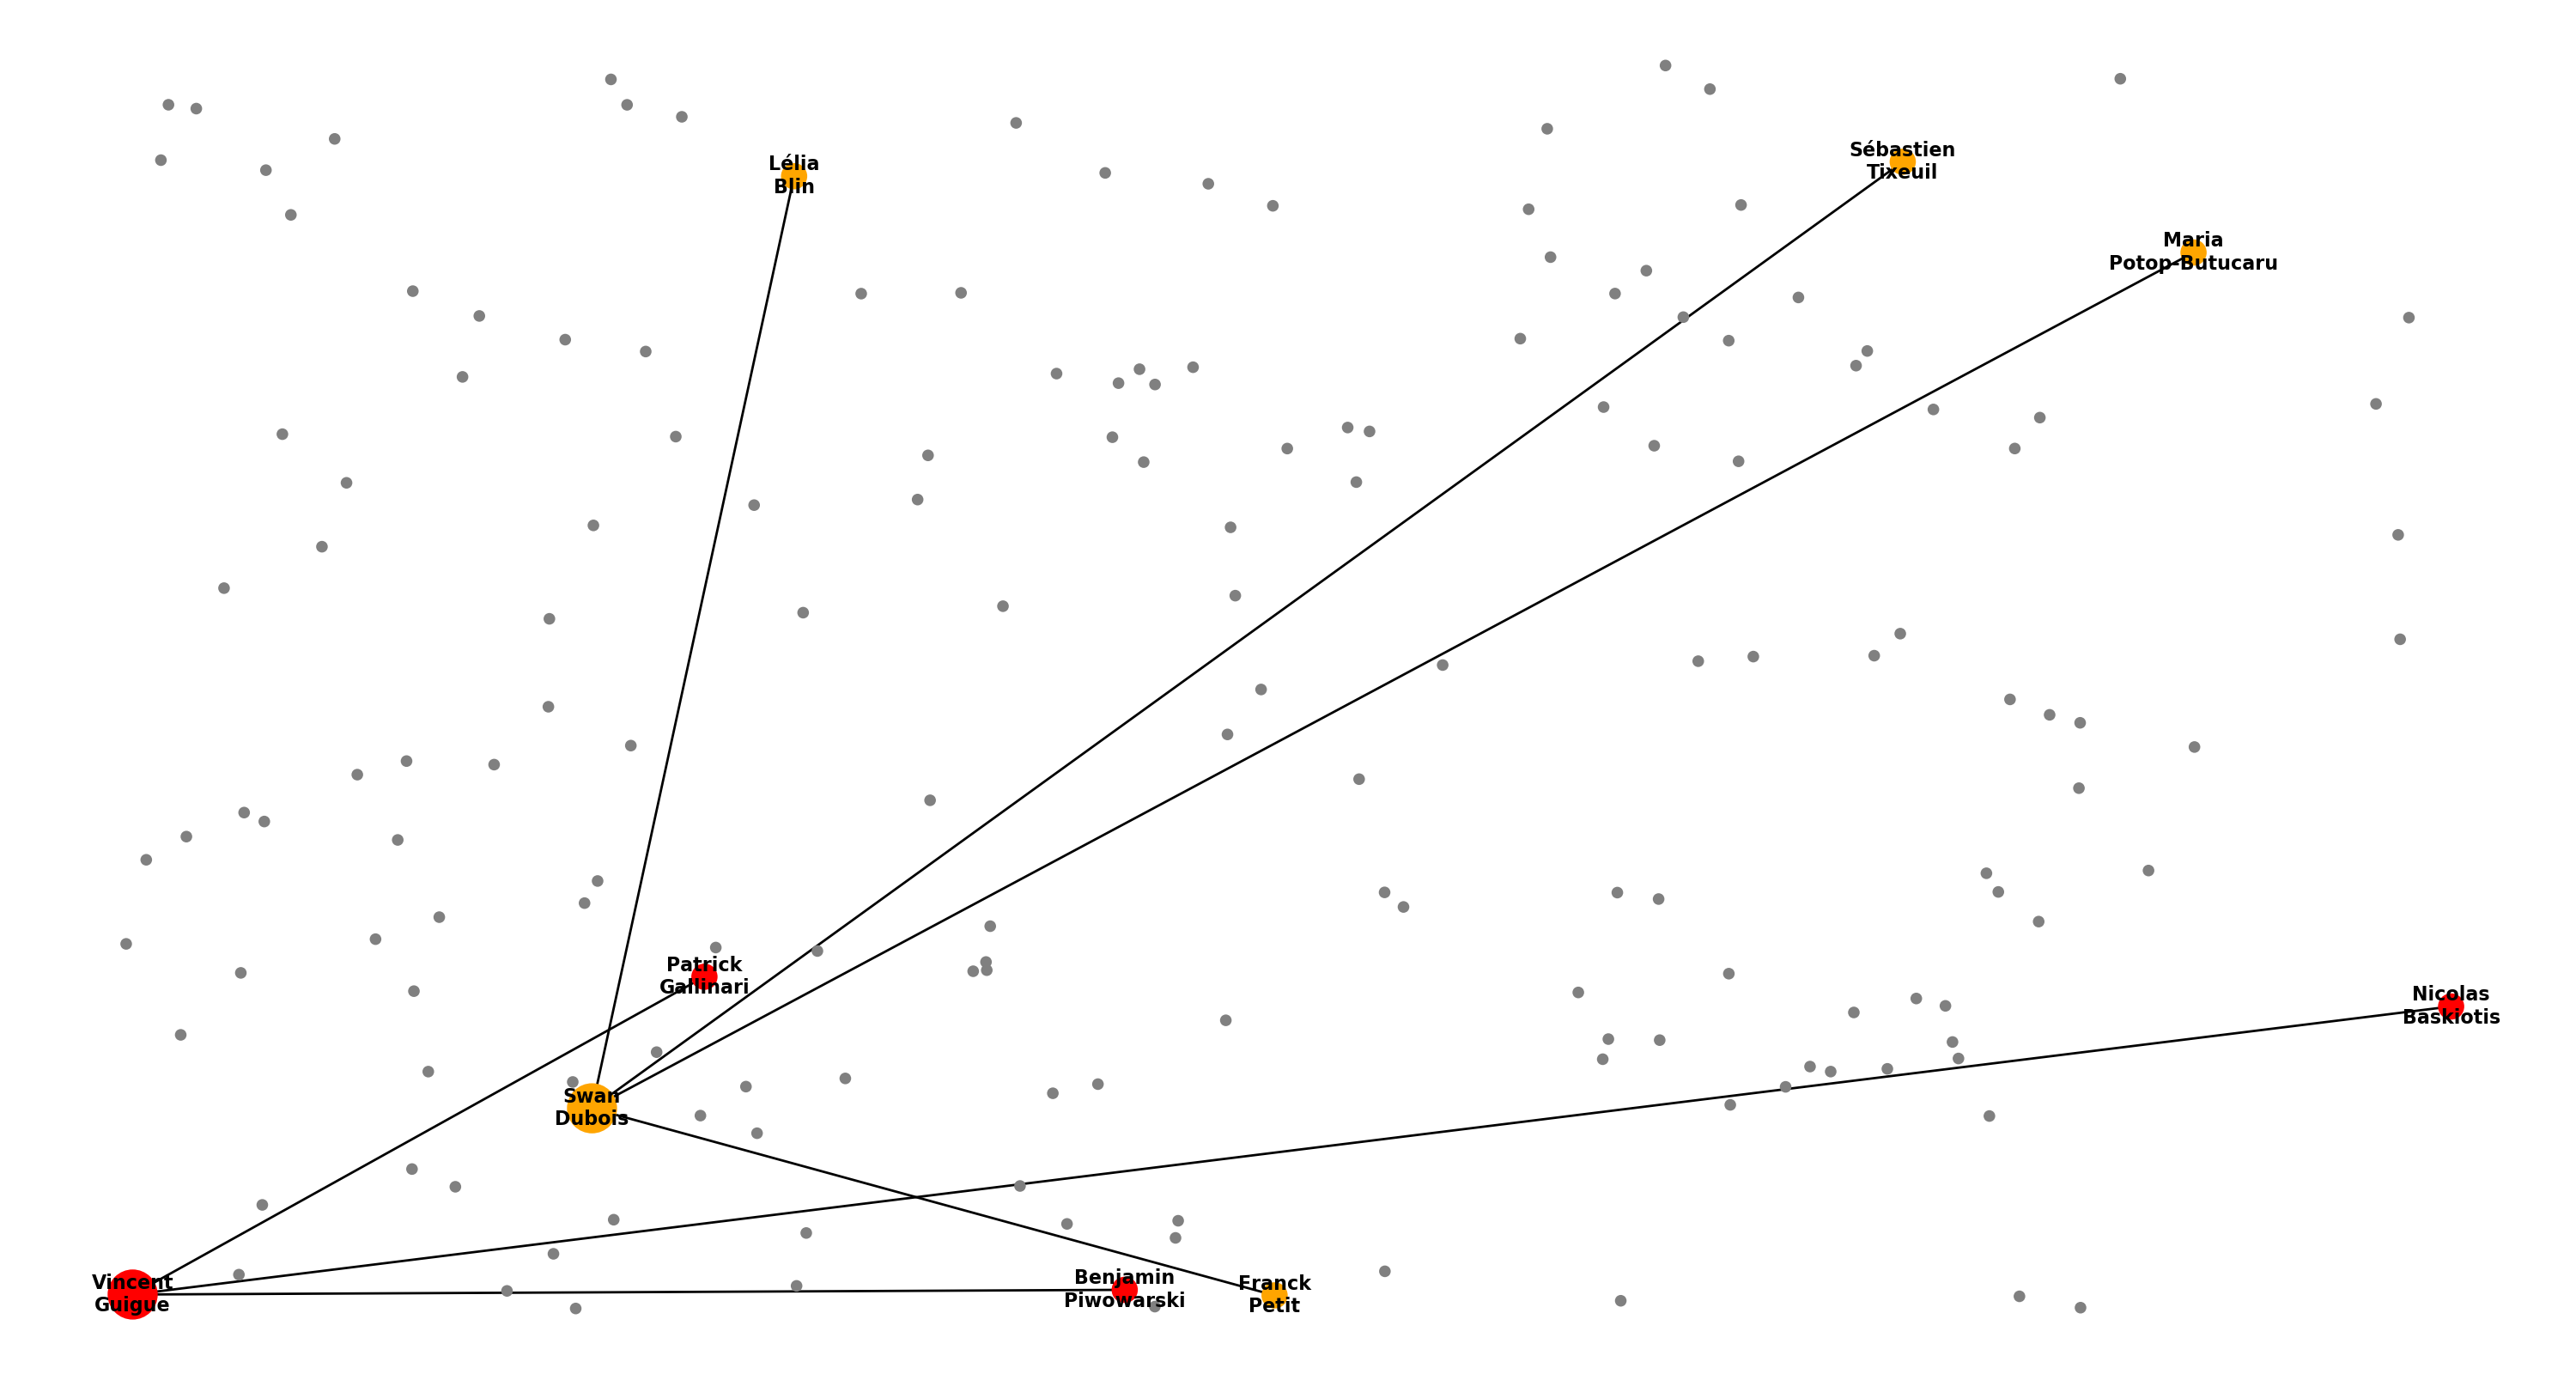 Lélia
Blin
Sébastien
Tixeuil
Maria
Potop-Butucaru
Patrick
Gallinari
Nicolas
Baskiotis
Swan
Dubois
Vincent
Guigue
Benjamin
Piwowarski
Franck
Petit